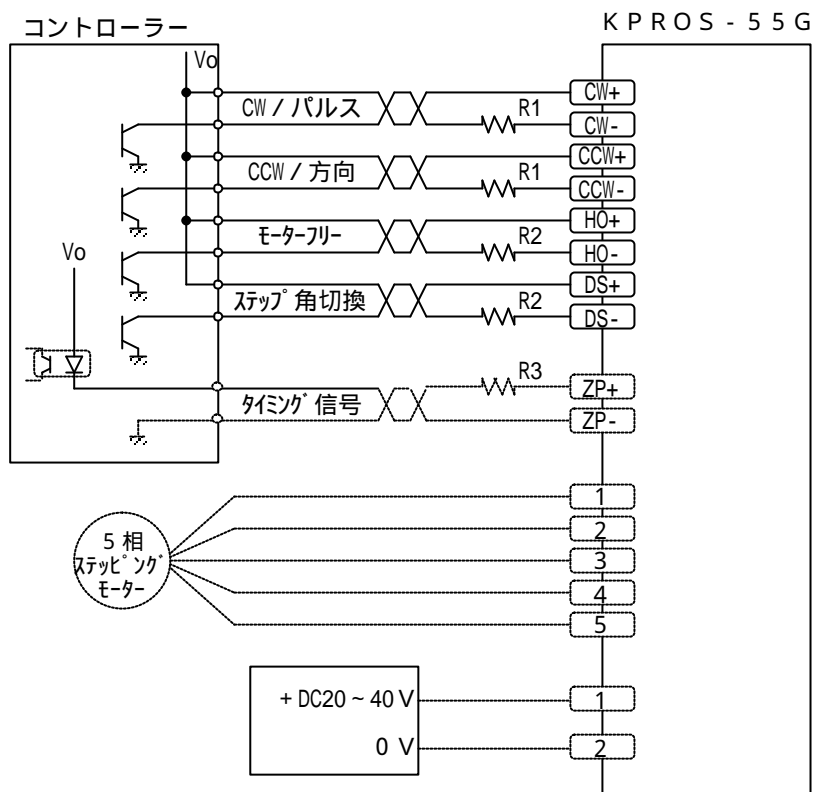 コントローラー
KPROS-55G
Vo
CW / パルス
R1
CW+
CW-
CCW / 方向
R1
CCW+
CCW-
モーターフリー
R2
HO+
HO-
Vo
ステップ角切換
R2
DS+
DS-
タイミング信号
R3
ZP+
ZP-
5 相
ステッピング
モーター
1
2
3
4
5
+ DC20 ~ 40 V
1
0 V
2